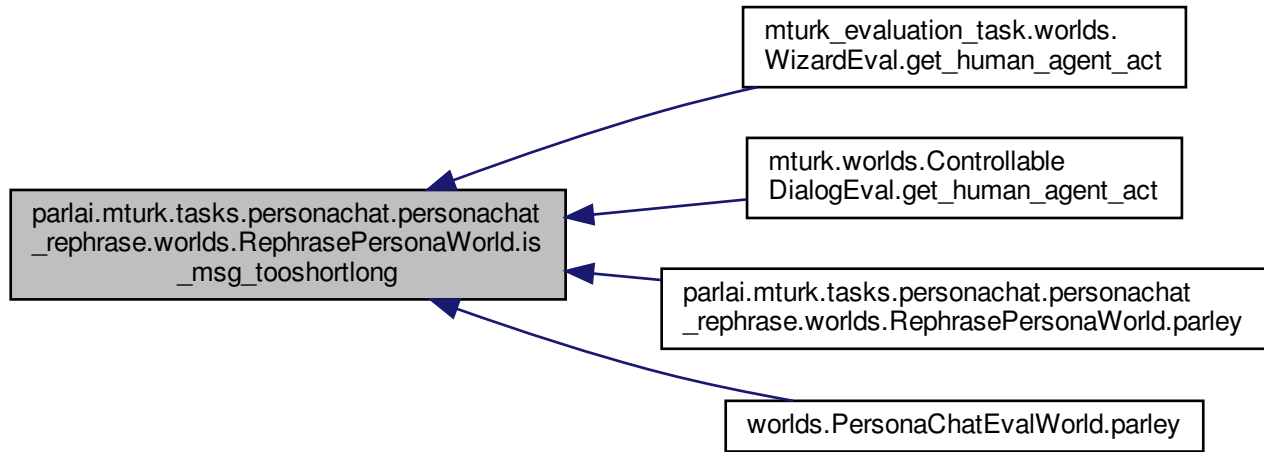 mturk_evaluation_task.worlds.
WizardEval.get_human_agent_act
mturk.worlds.Controllable
DialogEval.get_human_agent_act
parlai.mturk.tasks.personachat.personachat
_rephrase.worlds.RephrasePersonaWorld.is
_msg_tooshortlong
parlai.mturk.tasks.personachat.personachat
_rephrase.worlds.RephrasePersonaWorld.parley
worlds.PersonaChatEvalWorld.parley